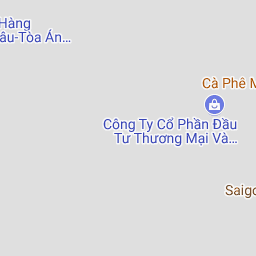 Hàng
âu-Tòa Án...
Cà Phê M
Công Ty Cổ Phần Đầu
Tư Thương Mại Và...
Saigo